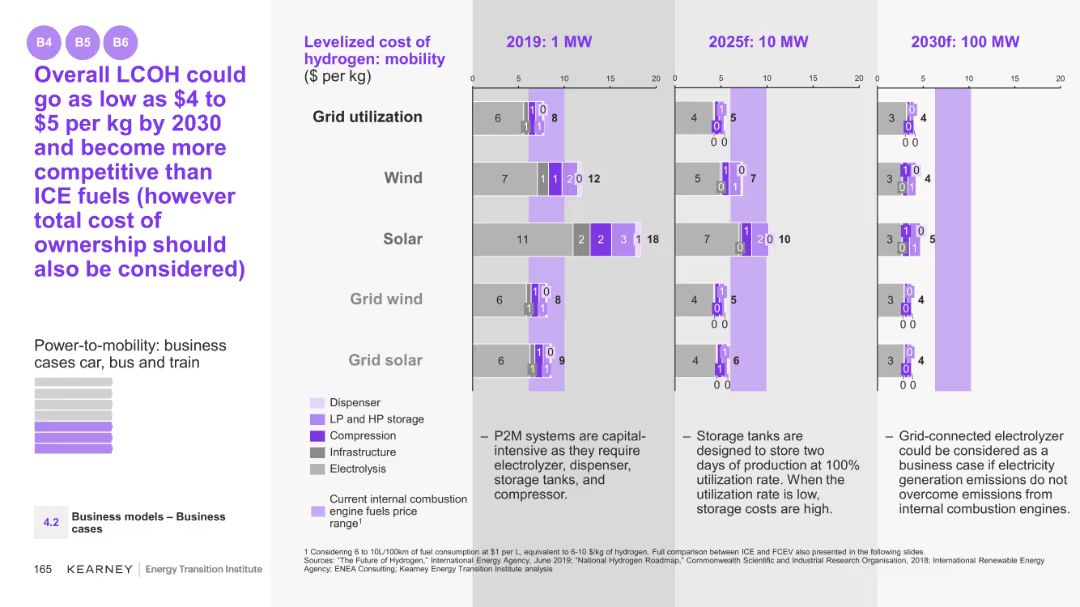 B4 B5 B6
Overall LCOH could
go as low as $4 to
$5 per kg by 2030
and become more
competitive than
ICE fuels (however
total cost of
ownership should
also be considered)
Power-to-mobility: business
cases car, bus and train
4.2 Business models – Business
cases
165 KEARNEY Energy Transition Institute
Levelized cost of
hydrogen: mobility
($ per kg)
2019: 1 MW
2025f: 10 MW
2030f: 100 MW
0 5 10 15 20
0 5 10 15 20
0 5 10 15 20
Grid utilization
6 1 1 1 0 8
4 0 1 5
0 0
3 0 0 4
0 0
Wind
7 1 1 2 0 12
5 0 1 1 0 7
3 0 1 1 0 4
Solar
11 2 2 3 1 18
7 0 1 2 0 10
3 0 1 1 0 5
Grid wind
6 1 1 1 0 8
4 0 1 5
0 0
3 0 0 4
0 0
Grid solar
6 1 1 1 0 9
4 1 1 6
0 0
3 0 0 4
0 0
Dispenser
LP and HP storage
Compression
Infrastructure
Electrolysis
Current internal combustion
engine fuels price
range1
– P2M systems are capital-
intensive as they require
electrolyzer, dispenser,
storage tanks, and
compressor.
– Storage tanks are
designed to store two
days of production at 100%
utilization rate. When the
utilization rate is low,
storage costs are high.
– Grid-connected electrolyzer
could be considered as a
business case if electricity
generation emissions do not
overcome emissions from
internal combustion engines.
1 Considering 6 to 10L/100km of fuel consumption at $1 per L, equivalent to 6-10 $/kg of hydrogen. Full comparison between ICE and FCEV also presented in the following slides.
Sources: "The Future of Hydrogen," International Energy Agency, June 2019; "National Hydrogen Roadmap," Commonwealth Scientific and Industrial Research Organisation, 2018; International Renewable Energy
Agency; ENEA Consulting; Kearney Energy Transition Institute analysis